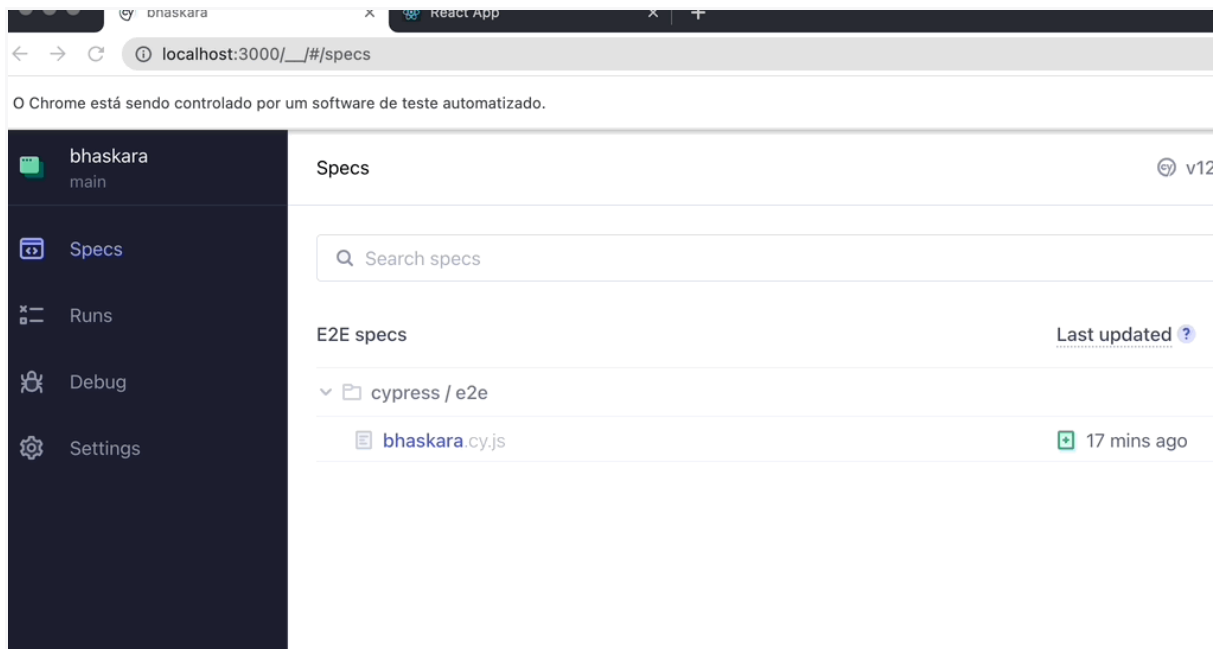 bhaskara
React App
localhost:3000/__/#/specs
O Chrome está sendo controlado por um software de teste automatizado.
bhaskara
main
Specs
Runs
Debug
Settings
Specs
cy v12
Search specs
E2E specs
Last updated ?
cypress / e2e
bhaskara.cy.js
17 mins ago